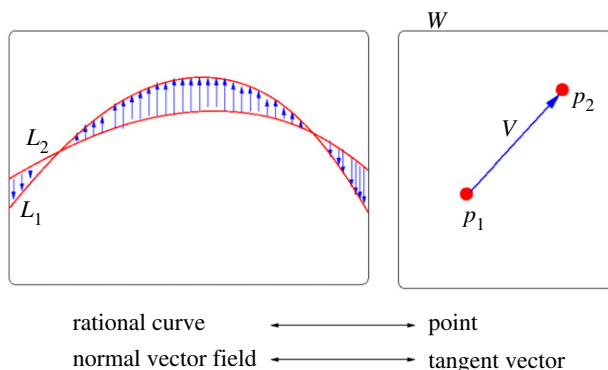 W
L₂
L₁
p₂
V
p₁
rational curve point
normal vector field tangent vector